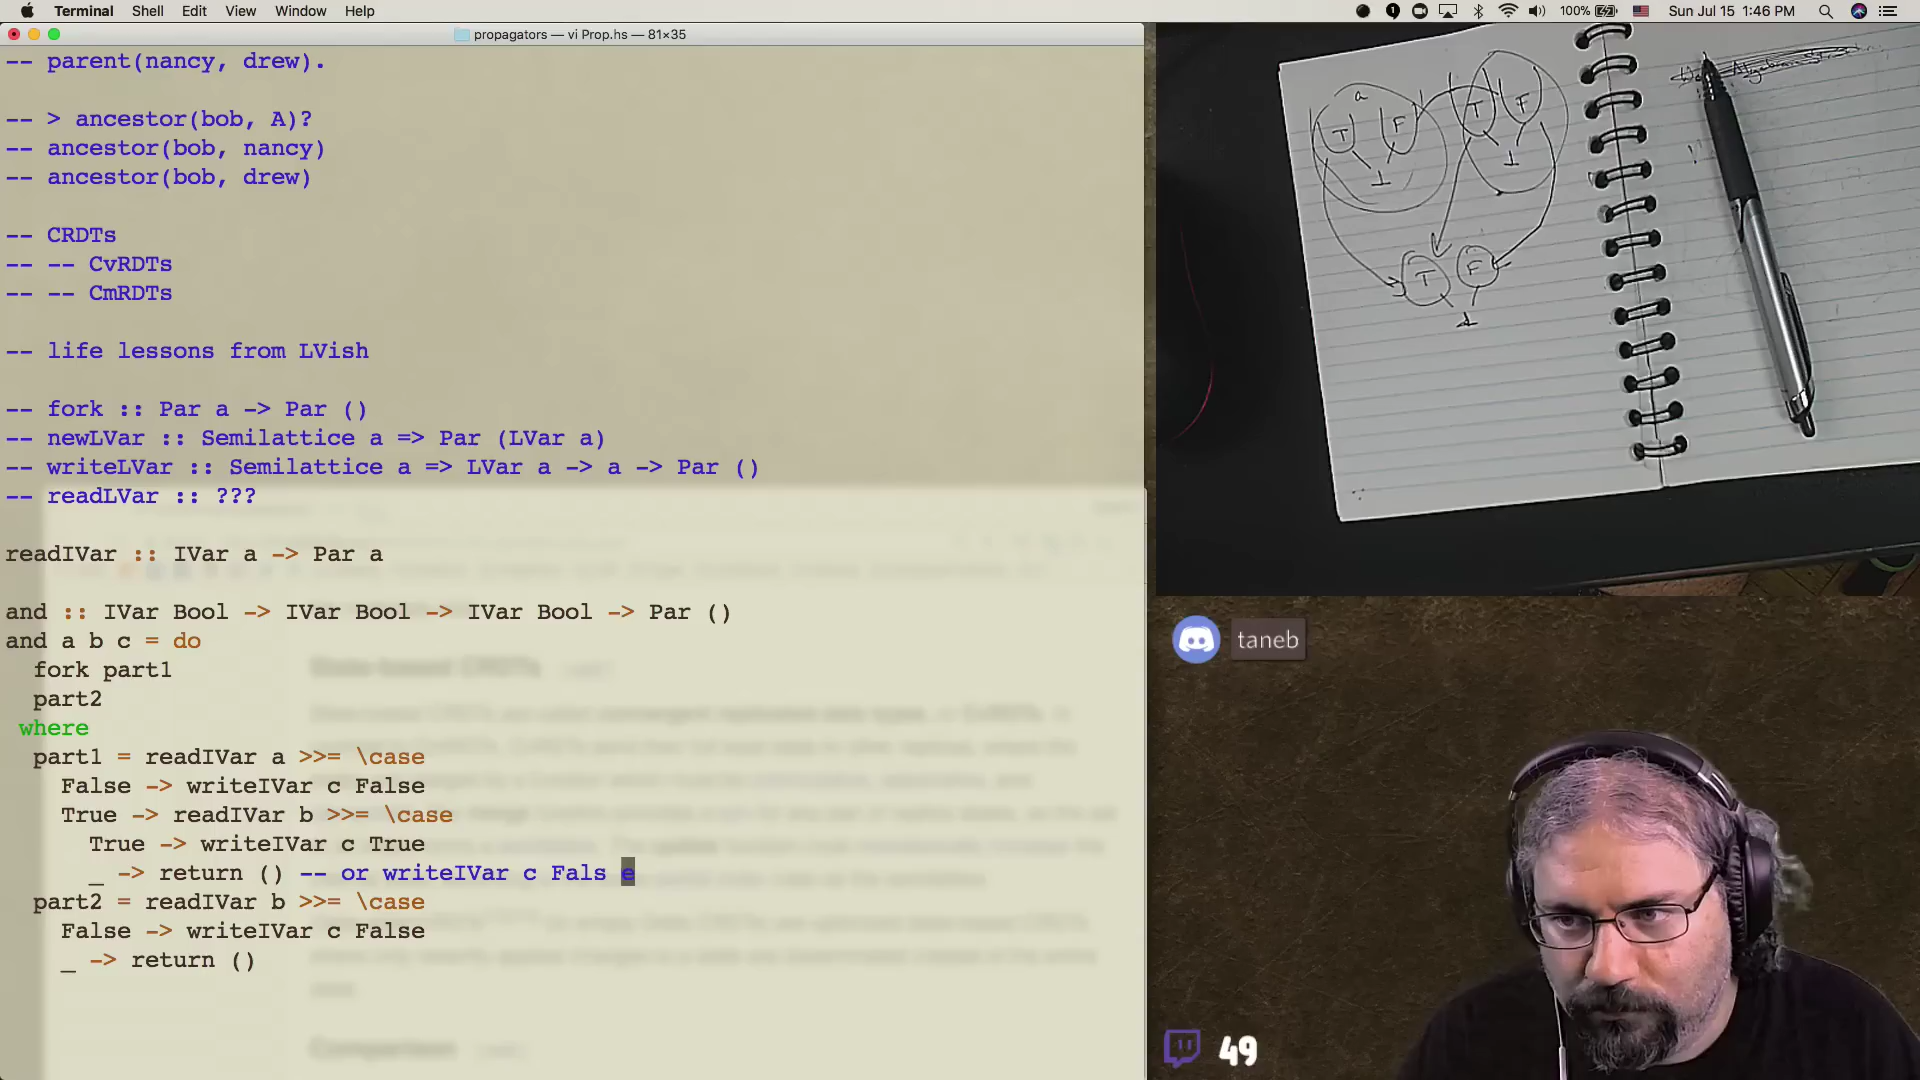 Terminal Shell Edit View Window Help
100% Sun Jul 15 1:46 PM
propagators — vi Prop.hs — 81×35
-- parent(nancy, drew).
-- > ancestor(bob, A)?
-- ancestor(bob, nancy)
-- ancestor(bob, drew)
-- CRDTs
-- -- CvRDTs
-- -- CmRDTs
-- life lessons from LVish
-- fork :: Par a -> Par ()
-- newLVar :: Semilattice a => Par (LVar a)
-- writeLVar :: Semilattice a => LVar a -> a -> Par ()
-- readLVar :: ???
readIVar :: IVar a -> Par a
and :: IVar Bool -> IVar Bool -> IVar Bool -> Par ()
and a b c = do
fork part1
part2
where
part1 = readIVar a >>= \case
False -> writeIVar c False
True -> readIVar b >>= \case
True -> writeIVar c True
_ -> return () -- or writeIVar c Fals e
part2 = readIVar b >>= \case
False -> writeIVar c False
_ -> return ()
a
T F
T F
⊥
⊥
T F
⊥
taneb
49